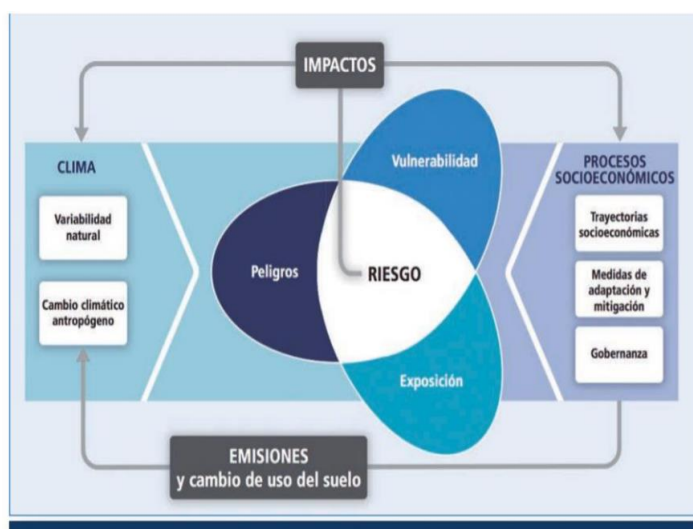 IMPACTOS
CLIMA
Variabilidad
natural
Cambio climático
antropógeno
Peligros
Vulnerabilidad
RIESGO
Exposición
PROCESOS
SOCIOECONÓMICOS
Trayectorias
socioeconómicas
Medidas de
adaptación y
mitigación
Gobernanza
EMISIONES
y cambio de uso del suelo